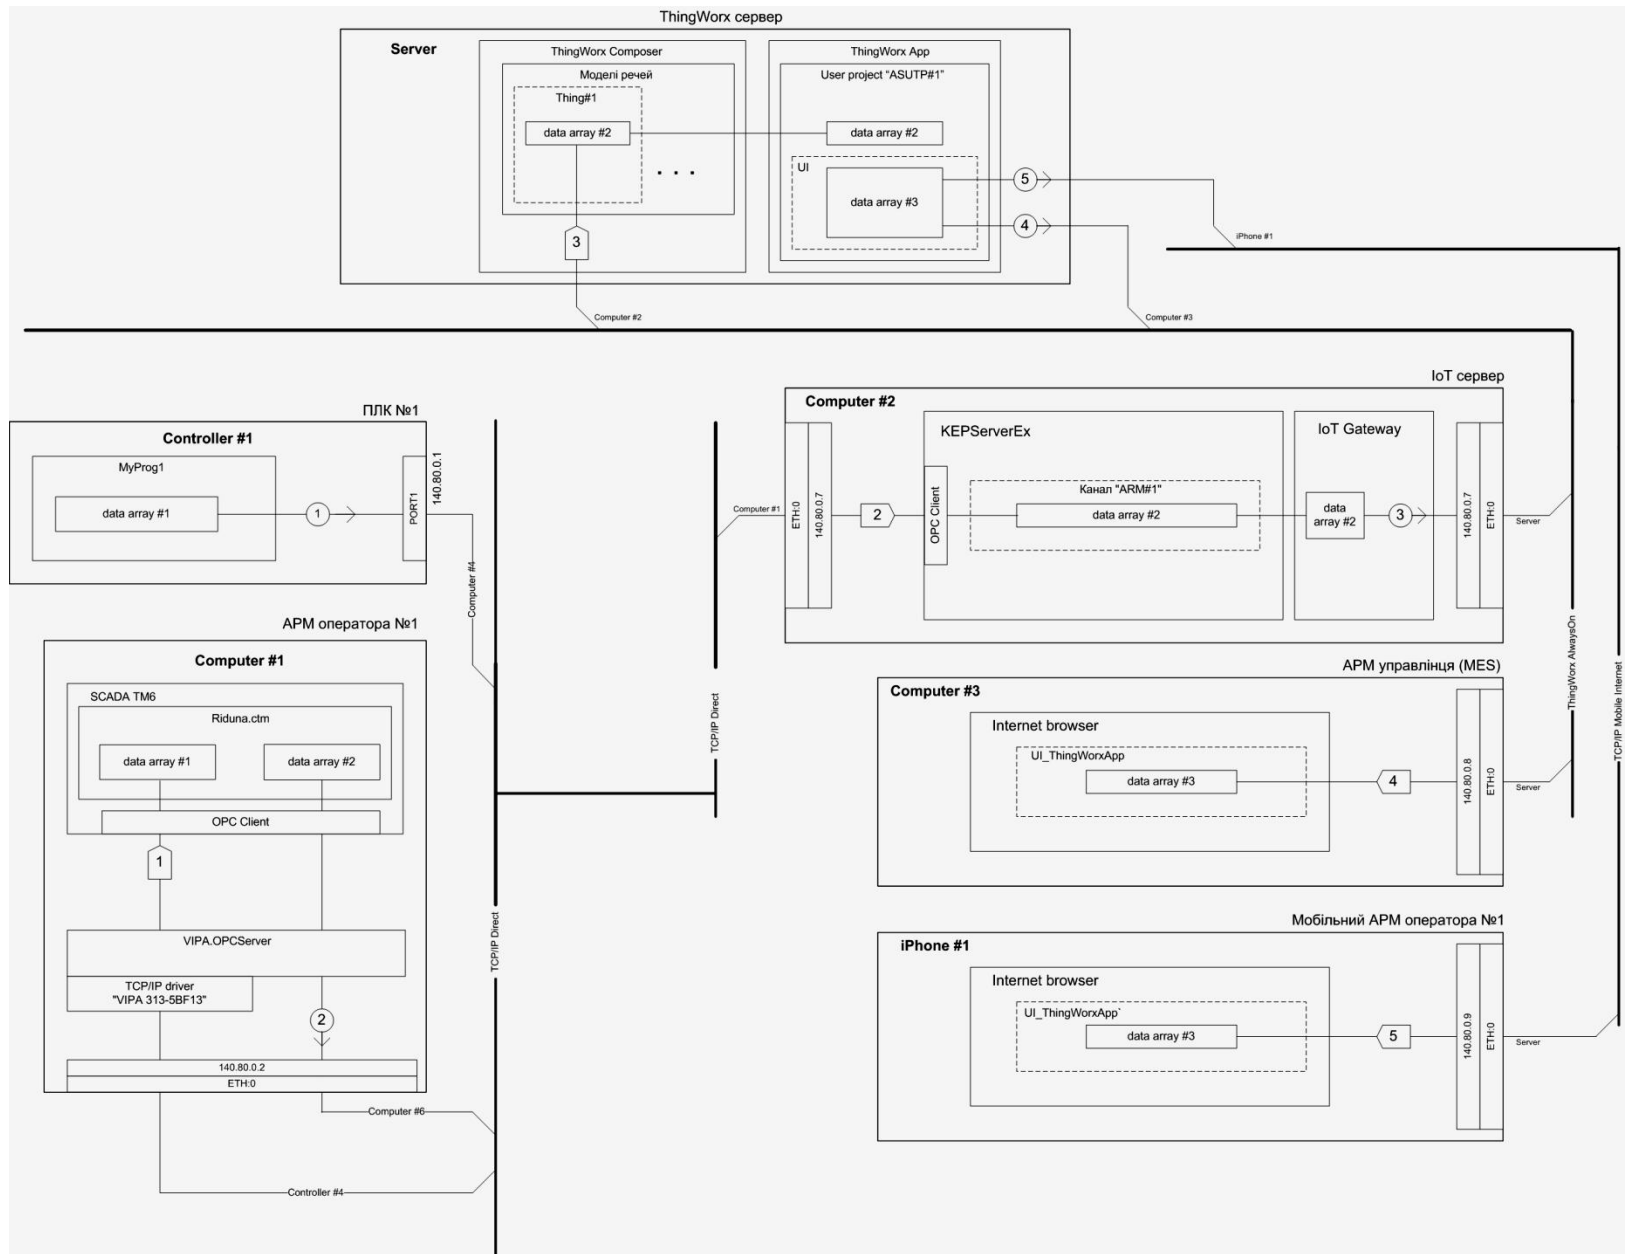 ThingWorx сервер
Server
ThingWorx Composer
ThingWorx App
Моделі речей
User project "ASUTP#1"
Thing#1
data array #2
data array #2
. . .
UI
data array #3
5
4
3
iPhone #1
Computer #2
Computer #3
ПЛК №1
Controller #1
MyProg1
data array #1
1
PORT1
140.80.0.1
Computer #4
IoT сервер
Computer #2
KEPServerEx
IoT Gateway
Computer #1
ETH:0
140.80.0.7
2
OPC Client
Канал "ARM#1"
data array #2
data
array #2
3
140.80.0.7
ETH:0
Server
ThingWorx AlwaysOn
TCP/IP Mobile Internet
TCP/IP Direct
TCP/IP Direct
АРМ оператора №1
Computer #1
SCADA TM6
Riduna.ctm
data array #1
data array #2
OPC Client
1
VIPA.OPCServer
TCP/IP driver
"VIPA 313-5BF13"
2
140.80.0.2
ETH:0
Computer #6
Controller #4
АРМ управлінця (MES)
Computer #3
Internet browser
UI_ThingWorxApp
data array #3
4
140.80.0.8
ETH:0
Server
Мобільний АРМ оператора №1
iPhone #1
Internet browser
UI_ThingWorxApp`
data array #3
5
140.80.0.9
ETH:0
Server